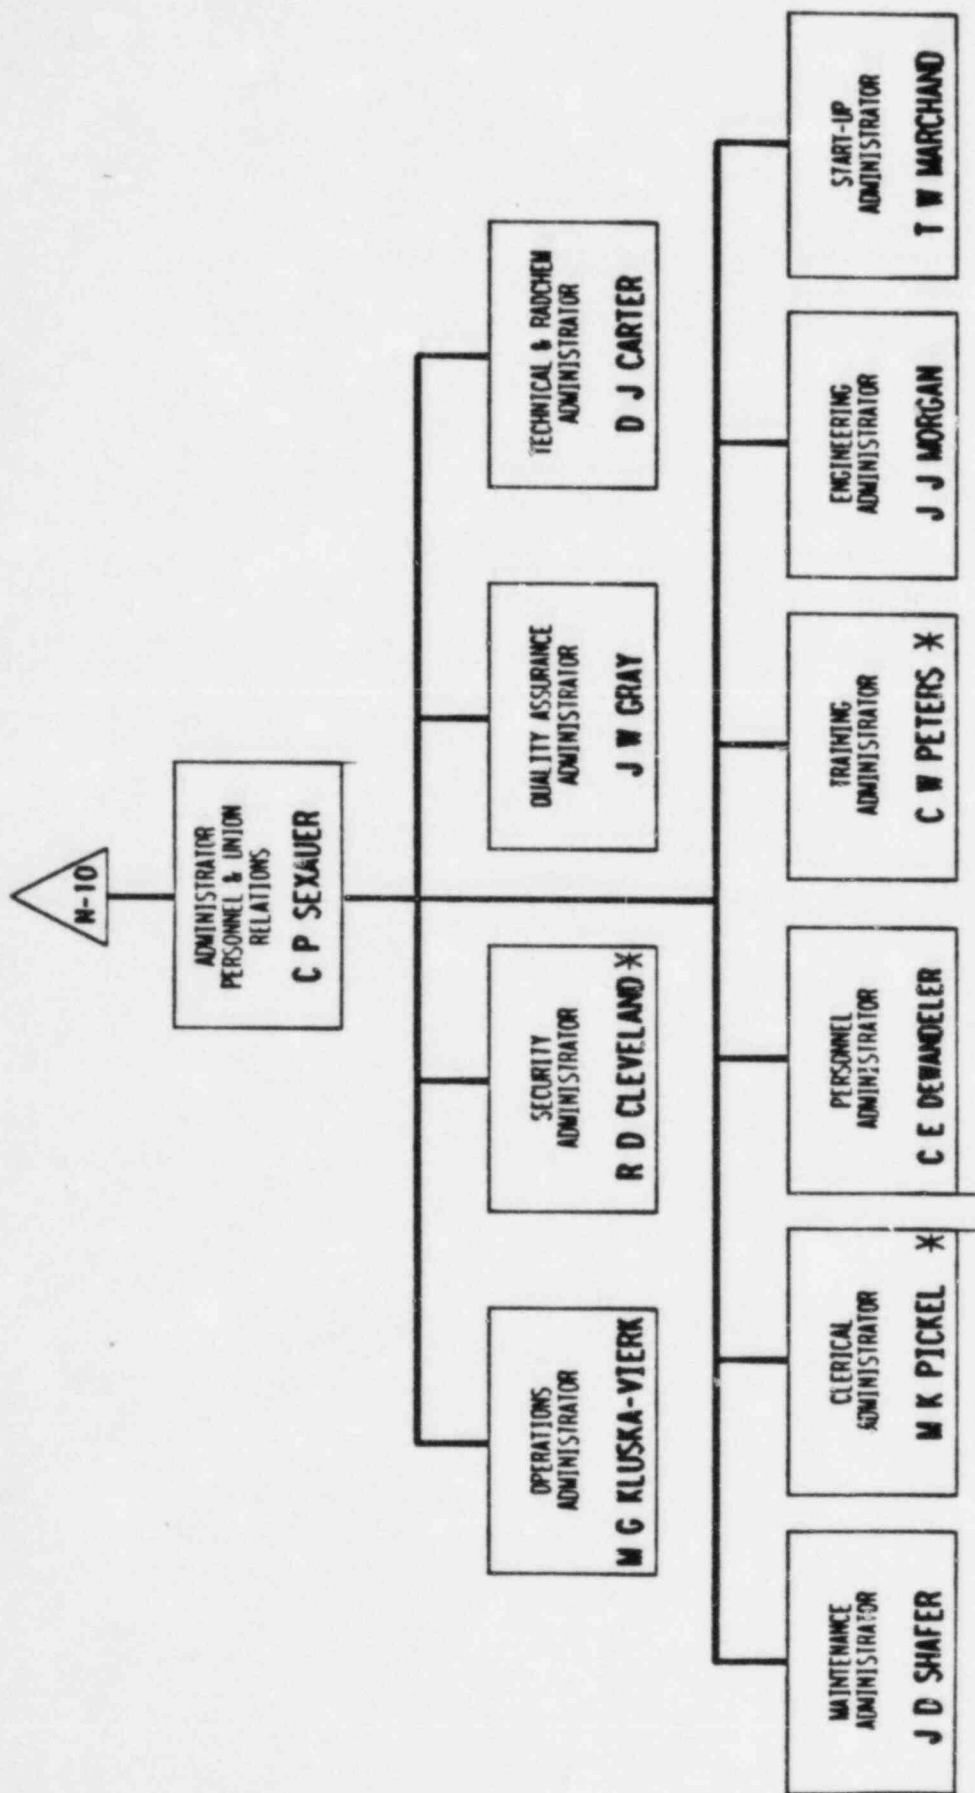 N-10
ADMINISTRATOR
PERSONNEL & UNION
RELATIONS
C P SEXAUER
OPERATIONS
ADMINISTRATOR
M G KLUSKA-VIERK
SECURITY
ADMINISTRATOR
R D CLEVELAND *
QUALITY ASSURANCE
ADMINISTRATOR
J W GRAY
TECHNICAL & RADCHEM
ADMINISTRATOR
D J CARTER
MAINTENANCE
ADMINISTRATOR
J D SHAFER
CLERICAL
ADMINISTRATOR
M K PICKEL *
PERSONNEL
ADMINISTRATOR
C E DEWANDELER
TRAINING
ADMINISTRATOR
C W PETERS *
ENGINEERING
ADMINISTRATOR
J J MORGAN
START-UP
ADMINISTRATOR
T W MARCHAND